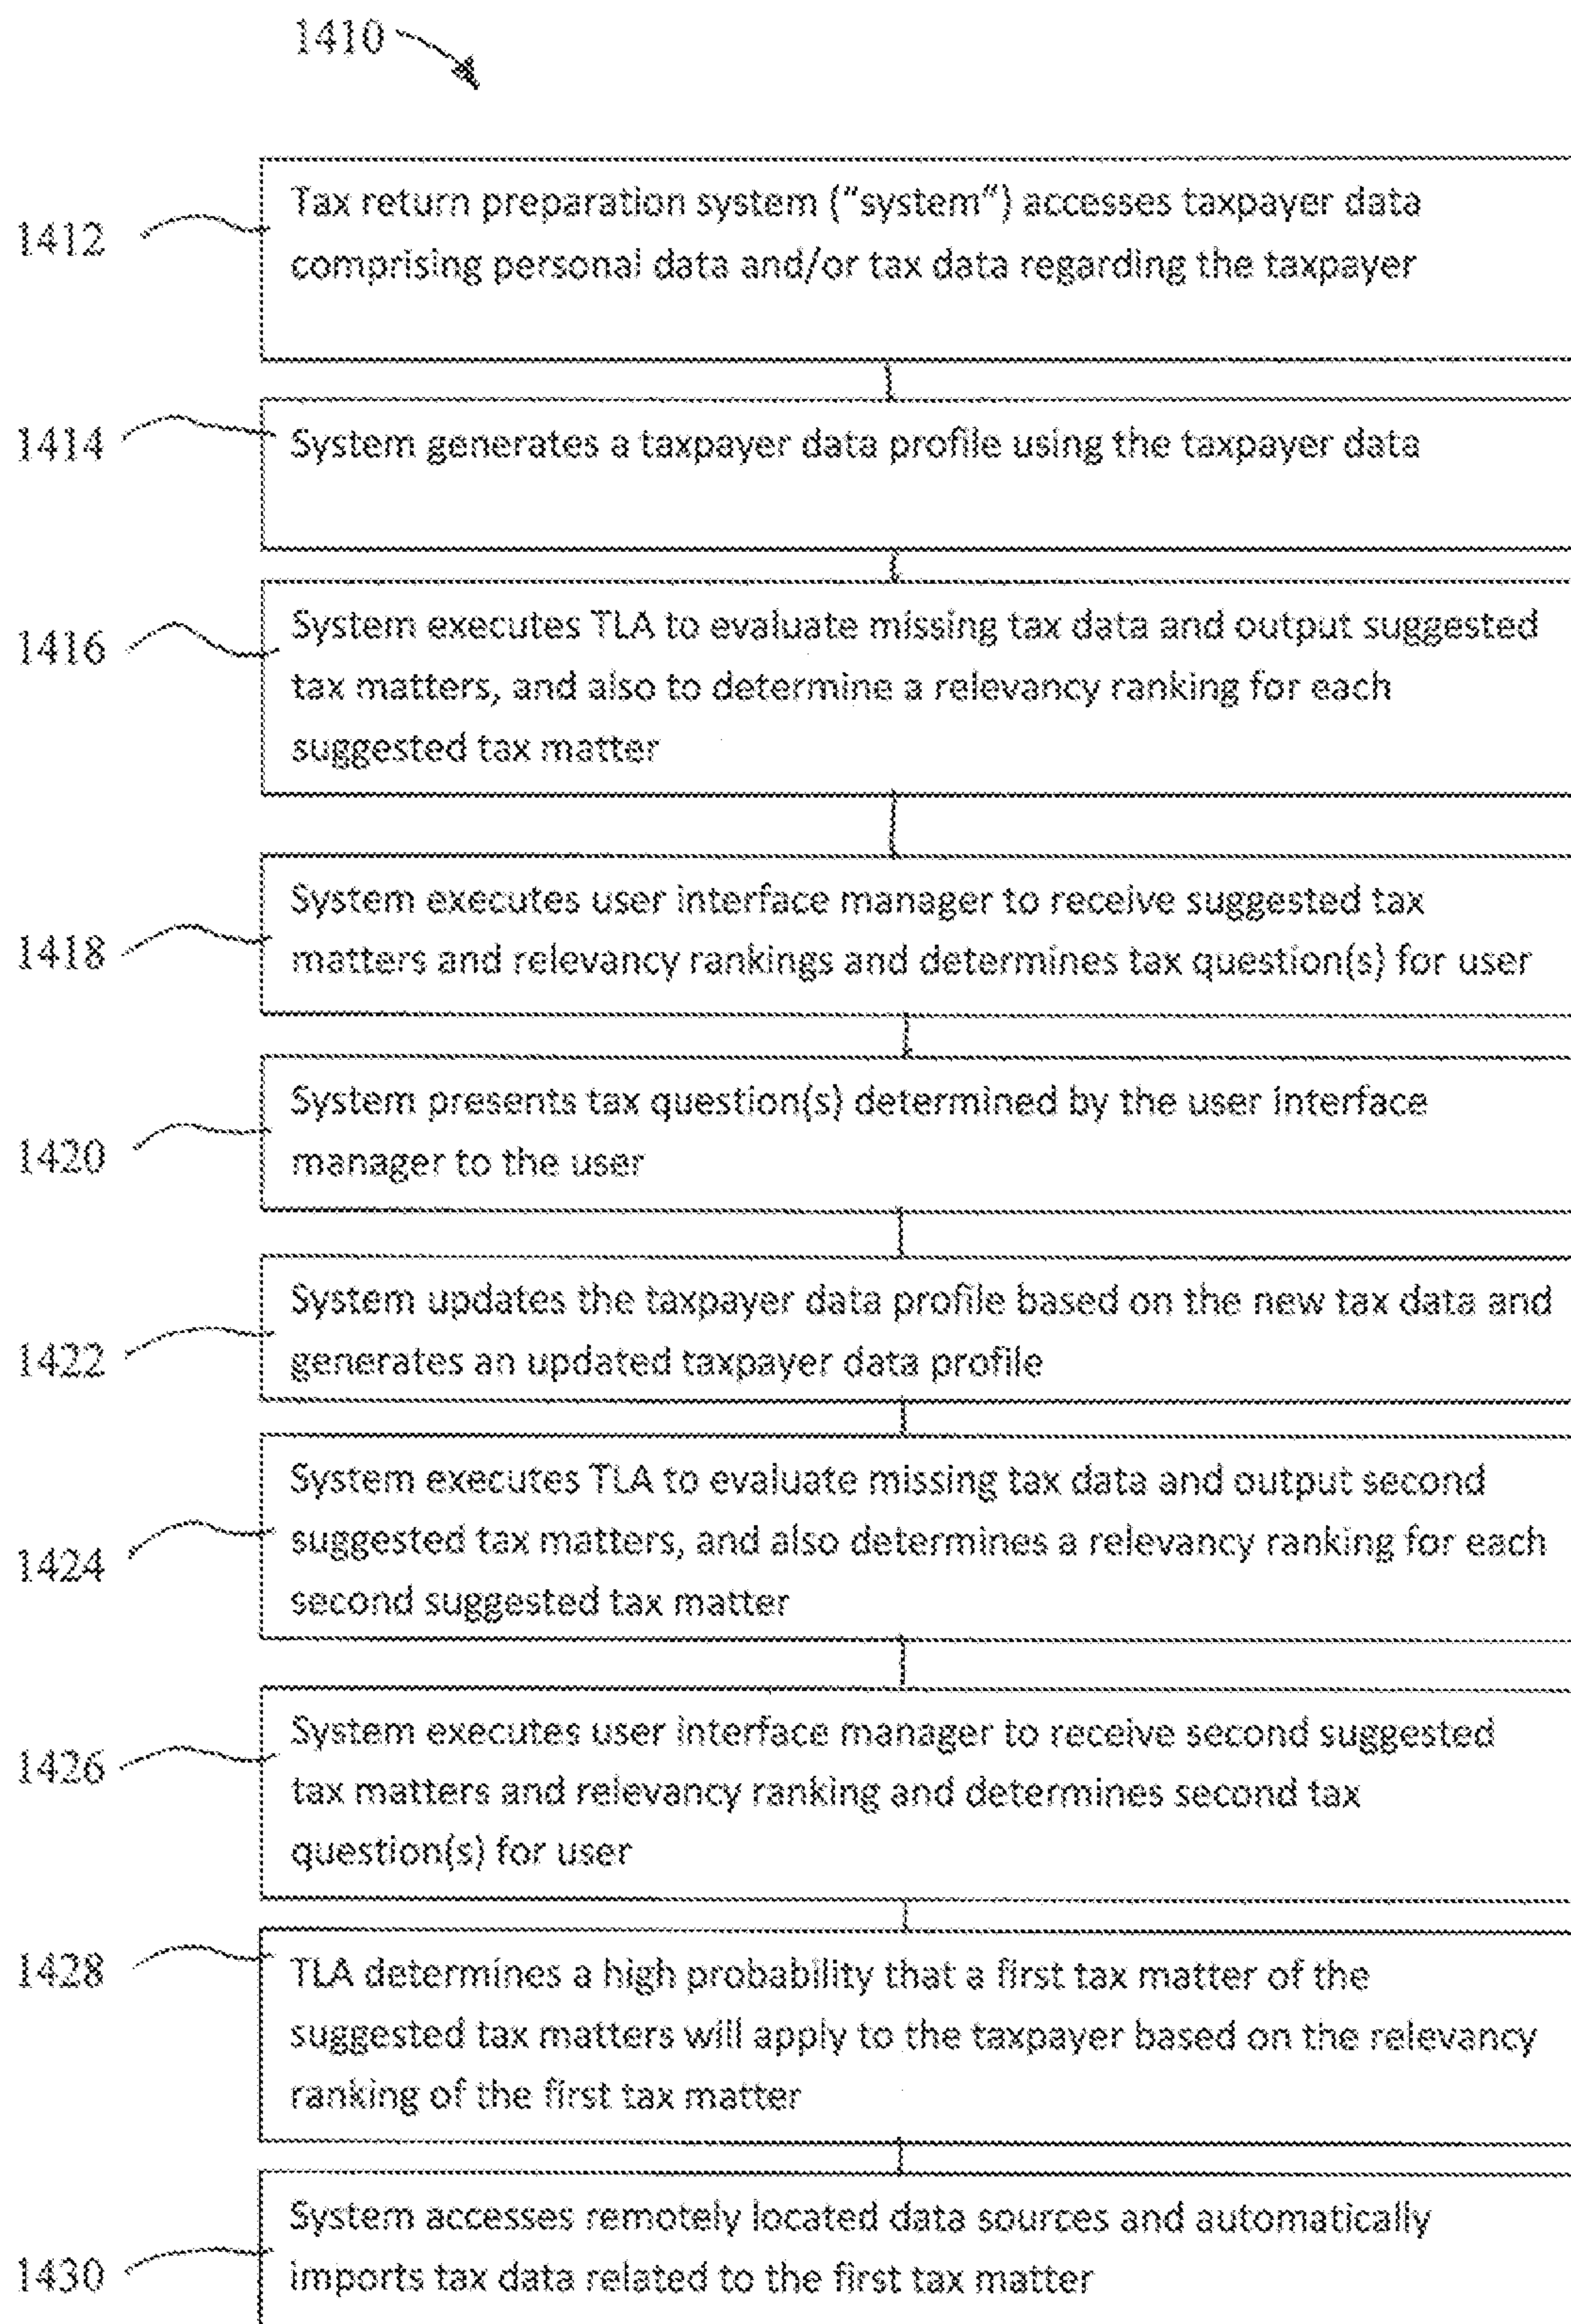 1410
1412
Tax return preparation system ("system") accesses taxpayer data
comprising personal data and/or tax data regarding the taxpayer
1414
System generates a taxpayer data profile using the taxpayer data
1416
System executes TLA to evaluate missing tax data and output suggested
tax matters, and also to determine a relevancy ranking for each
suggested tax matter
1418
System executes user interface manager to receive suggested tax
matters and relevancy rankings and determines tax question(s) for user
1420
System presents tax question(s) determined by the user interface
manager to the user
1422
System updates the taxpayer data profile based on the new tax data and
generates an updated taxpayer data profile
1424
System executes TLA to evaluate missing tax data and output second
suggested tax matters, and also determines a relevancy ranking for each
second suggested tax matter
1426
System executes user interface manager to receive second suggested
tax matters and relevancy ranking and determines second tax
question(s) for user
1428
TLA determines a high probability that a first tax matter of the
suggested tax matters will apply to the taxpayer based on the relevancy
ranking of the first tax matter
1430
System accesses remotely located data sources and automatically
imports tax data related to the first tax matter